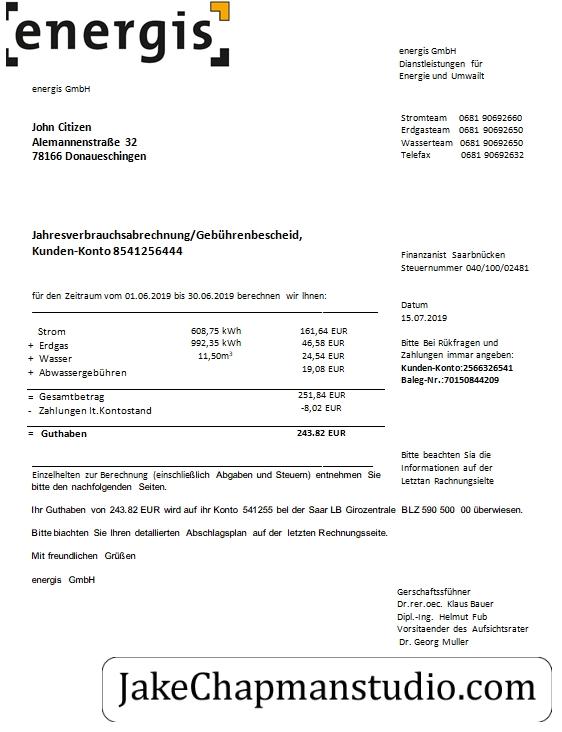 energis
energis GmbH
Dianstleistungen für
Energie und Umwailt
energis GmbH
Stromteam 0681 90692660
Erdgasteam 0681 90692650
Wasserteam 0681 90692650
Telefax 0681 90692632
John Citizen
Alemannenstraße 32
78166 Donaueschingen
Jahresverbrauchsabrechnung/Gebührenbescheid,
Kunden-Konto 8541256444
Finanzanist Saarbnücken
Steuernummer 040/100/02481
für den Zeitraum vom 01.06.2019 bis 30.06.2019 berechnen wir Ihnen:
Datum
15.07.2019
Strom 608,75 kWh 161,64 EUR
+ Erdgas 992,35 kWh 46,58 EUR
+ Wasser 11,50m³ 24,54 EUR
+ Abwassergebühren 19,08 EUR
Bitte Bei Rükfragen und
Zahlungen immar angeben:
Kunden-Konto:2566326541
Baleg-Nr.:70150844209
= Gesamtbetrag 251,84 EUR
- Zahlungen lt.Kontostand -8,02 EUR
= Guthaben 243.82 EUR
Bitte beachten Sia die
Informationen auf der
Letztan Rachnungsielte
Einzelheiten zur Berechnung (einschließlich Abgaben und Steuern) entnehmen Sie
bitte den nachfolgenden Seiten.
Ihr Guthaben von 243.82 EUR wird auf ihr Konto 541255 bel der Saar LB Girozentrale BLZ 590 500 00 überwiesen.
Bitte biachten Sie Ihren detallierten Abschlagsplan auf der letzten Rechnungsseite.
Mit freundlichen Grüßen
energis GmbH
Gerschaftssführer
Dr.rer.oec. Klaus Bauer
Dipl.-Ing. Helmut Fub
Vorsitaender des Aufsichtsrater
Dr. Georg Muller
JakeChapmanstudio.com